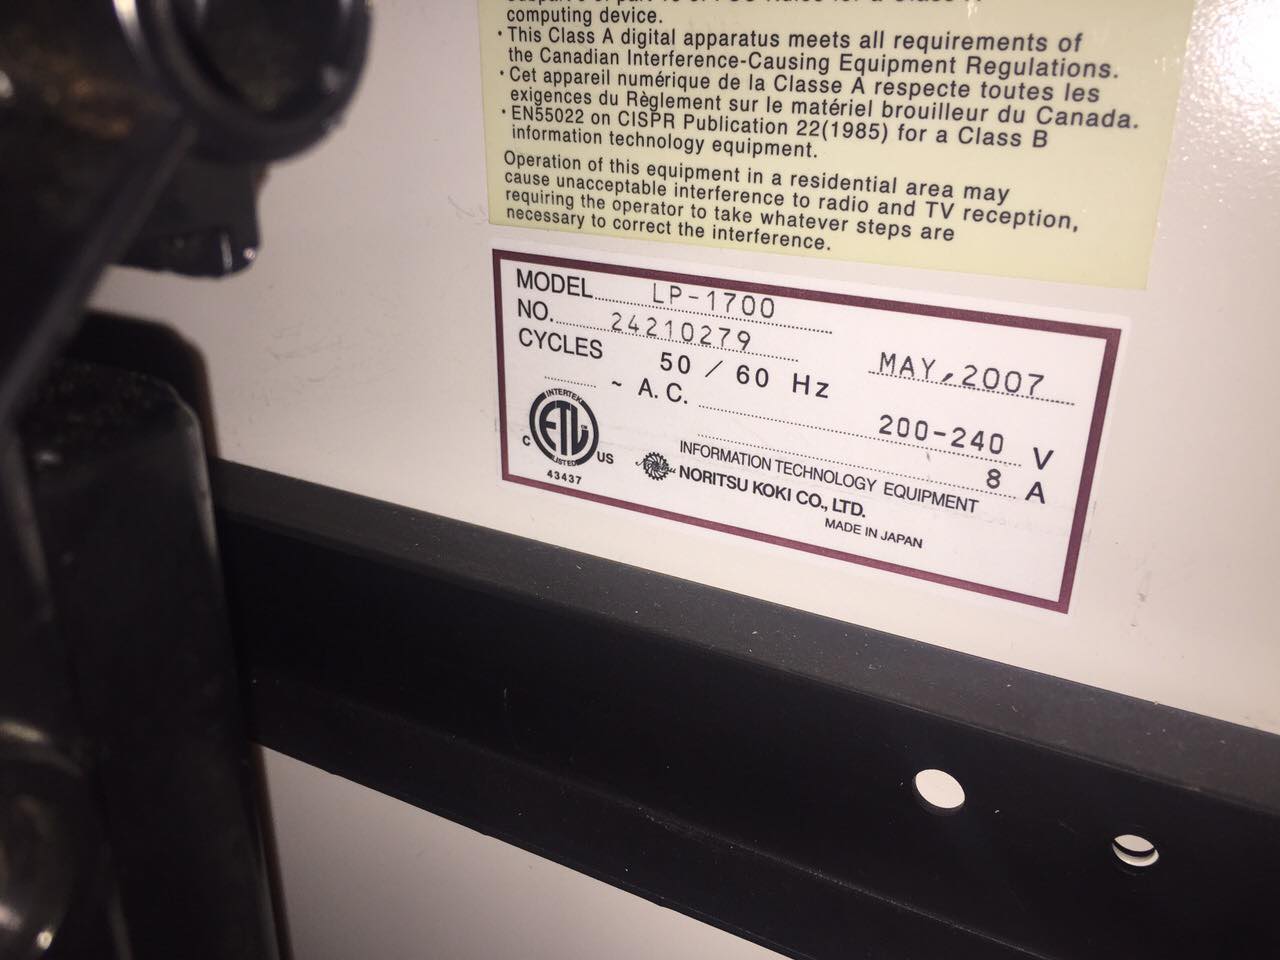 computing device.
• This Class A digital apparatus meets all requirements of
the Canadian Interference-Causing Equipment Regulations.
• Cet appareil numérique de la Classe A respecte toutes les
exigences du Règlement sur le matériel brouilleur du Canada.
• EN55022 on CISPR Publication 22(1985) for a Class B
information technology equipment.
Operation of this equipment in a residential area may
cause unacceptable interference to radio and TV reception,
requiring the operator to take whatever steps are
necessary to correct the interference.
MODEL LP-1700
NO. 24210279 MAY, 2007
CYCLES 50 / 60 Hz
~ A.C. 200-240 V
8 A
INTERTEK
ETL
LISTED
C US
43437
INFORMATION TECHNOLOGY EQUIPMENT
NORITSU KOKI CO., LTD.
MADE IN JAPAN